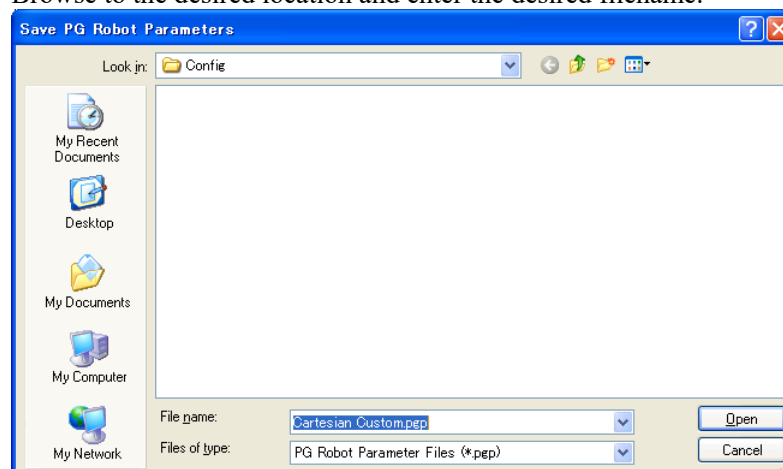 Browse to the desired location and enter the desired filename.
Save PG Robot Parameters
Look in:
Config
My Recent
Documents
Desktop
My Documents
My Computer
My Network
File name:
Cartesian Custom.pgp
Open
Files of type:
PG Robot Parameter Files (*.pgp)
Cancel